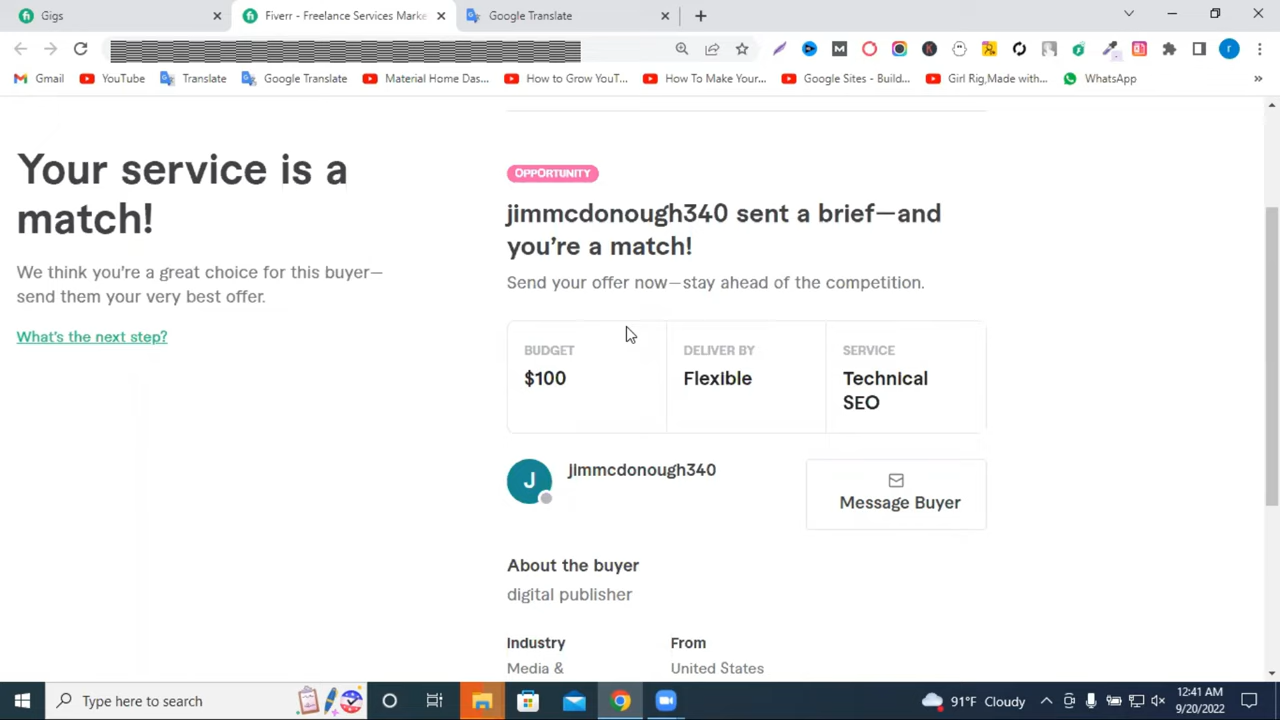 Gigs
Fiverr - Freelance Services Marke
Google Translate
Gmail
YouTube
Translate
Google Translate
Material Home Das...
How to Grow YouT...
How To Make Your...
Google Sites - Build...
Girl Rig,Made with...
WhatsApp
Your service is a
match!
We think you're a great choice for this buyer—
send them your very best offer.
What's the next step?
OPPORTUNITY
jimmcdonough340 sent a brief—and
you're a match!
Send your offer now—stay ahead of the competition.
BUDGET
$100
DELIVER BY
Flexible
SERVICE
Technical
SEO
J
jimmcdonough340
Message Buyer
About the buyer
digital publisher
Industry
Media &
From
United States
Type here to search
91°F Cloudy
12:41 AM
9/20/2022